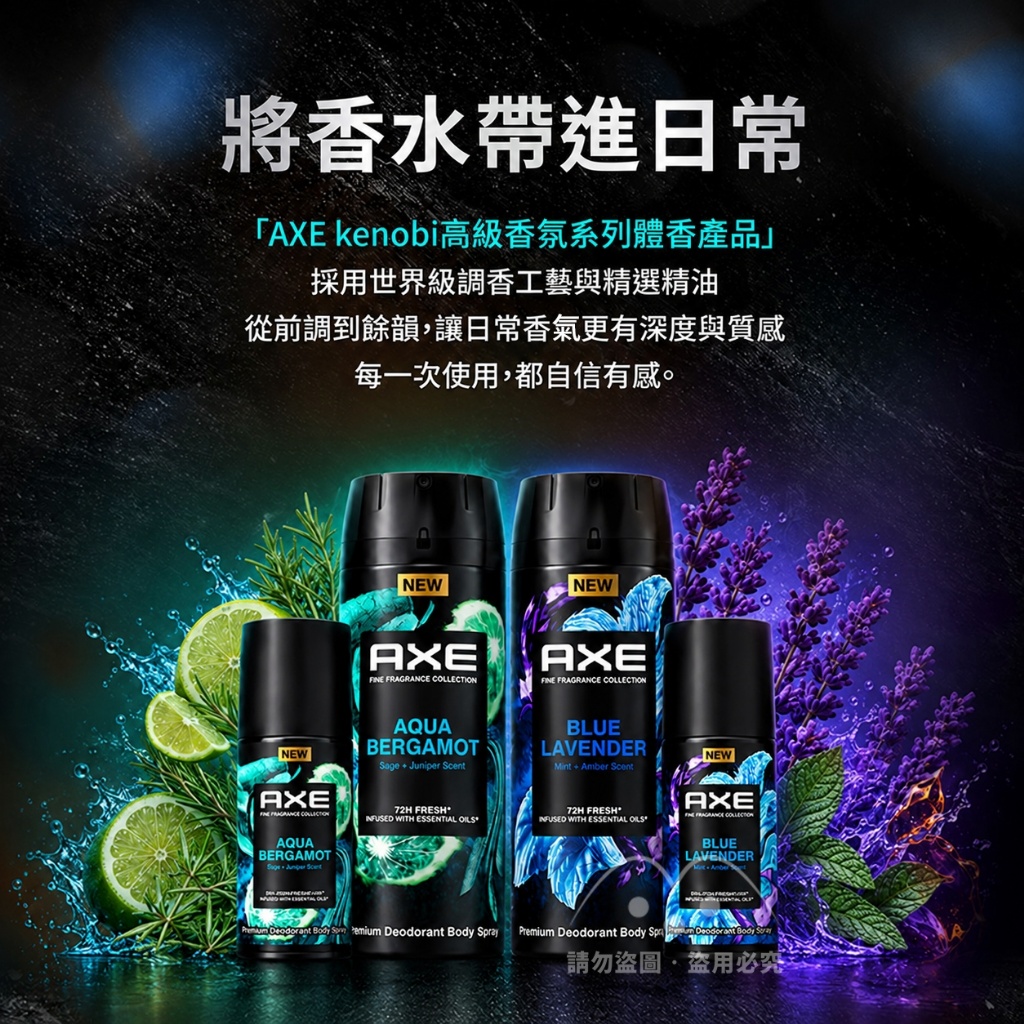 將香水帶進日常
「AXE kenobi高級香氛系列體香產品」
採用世界級調香工藝與精選精油
從前調到餘韻，讓日常香氣更有深度與質感
每一次使用，都自信有感。
NEW
AXE
FINE FRAGRANCE COLLECTION
AQUA
BERGAMOT
Sage + Juniper Scent
72H FRESH*
INFUSED WITH ESSENTIAL OILS*
Premium Deodorant Body Spray
NEW
AXE
FINE FRAGRANCE COLLECTION
BLUE
LAVENDER
Mint + Amber Scent
72H FRESH*
INFUSED WITH ESSENTIAL OILS*
Premium Deodorant Body
NEW
AXE
FINE FRAGRANCE COLLECTION
AQUA
BERGAMOT
Sage + Juniper Scent
INFUSED WITH ESSENTIAL OILS*
Premium Deodorant Body Spray
NEW
AXE
FINE FRAGRANCE COLLECTION
BLUE
LAVENDER
Mint + Amber
INFUSED WITH ESSENTIAL OILS*
Premium Deodorant Body Spray
請勿盜圖・盜用必究